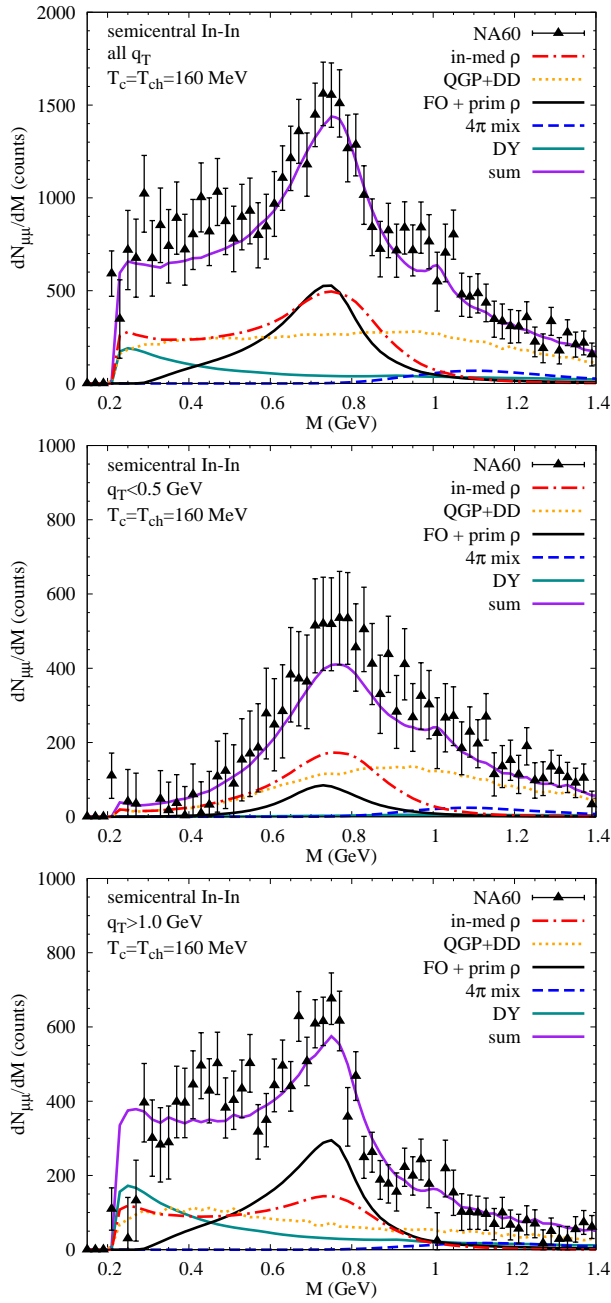 semicentral In-In
all q_T
T_c=T_ch=160 MeV
NA60
in-med ρ
QGP+DD
FO + prim ρ
4π mix
DY
sum
dN_μμ/dM (counts)
2000
1500
1000
500
0
0.2 0.4 0.6 0.8 1 1.2 1.4
M (GeV)
semicentral In-In
q_T<0.5 GeV
T_c=T_ch=160 MeV
NA60
in-med ρ
QGP+DD
FO + prim ρ
4π mix
DY
sum
dN_μμ/dM (counts)
1000
800
600
400
200
0
0.2 0.4 0.6 0.8 1 1.2 1.4
M (GeV)
semicentral In-In
q_T>1.0 GeV
T_c=T_ch=160 MeV
NA60
in-med ρ
QGP+DD
FO + prim ρ
4π mix
DY
sum
dN_μμ/dM (counts)
1000
800
600
400
200
0
0.2 0.4 0.6 0.8 1 1.2 1.4
M (GeV)